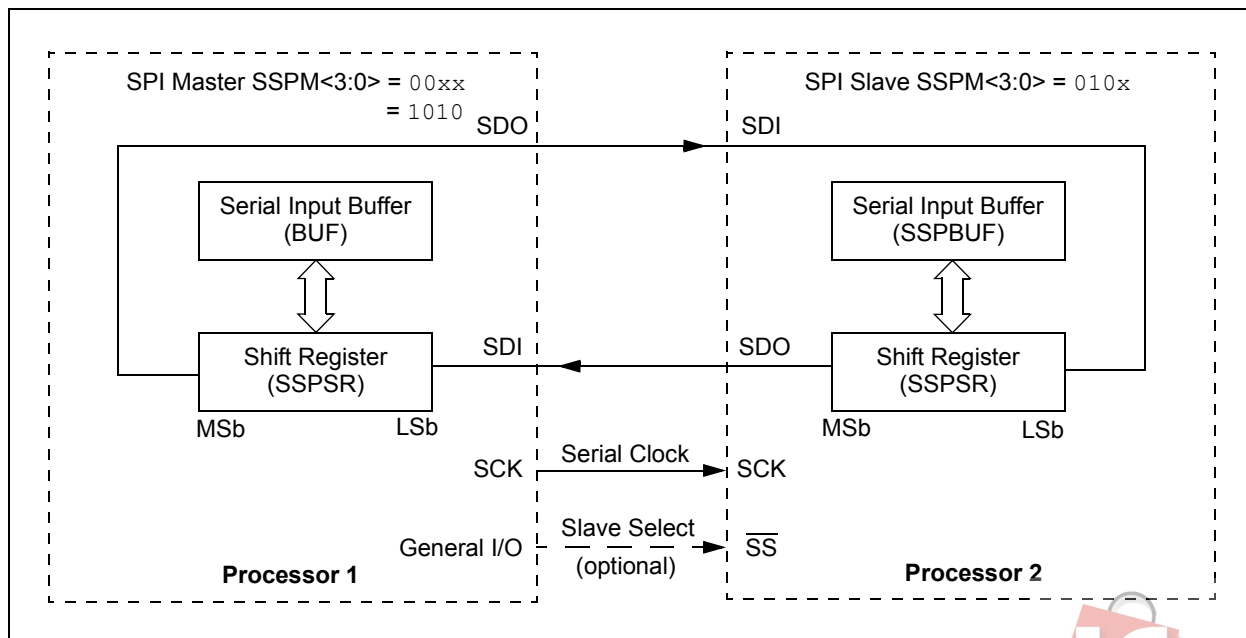 SPI Master SSPM<3:0> = 00xx
= 1010
SPI Slave SSPM<3:0> = 010x
SDO
SDI
Serial Input Buffer
(BUF)
Serial Input Buffer
(SSPBUF)
Shift Register
(SSPSR)
MSb
LSb
SDI
SDO
Shift Register
(SSPSR)
MSb
LSb
SCK
Serial Clock
SCK
General I/O
Slave Select
(optional)
SS
Processor 1
Processor 2